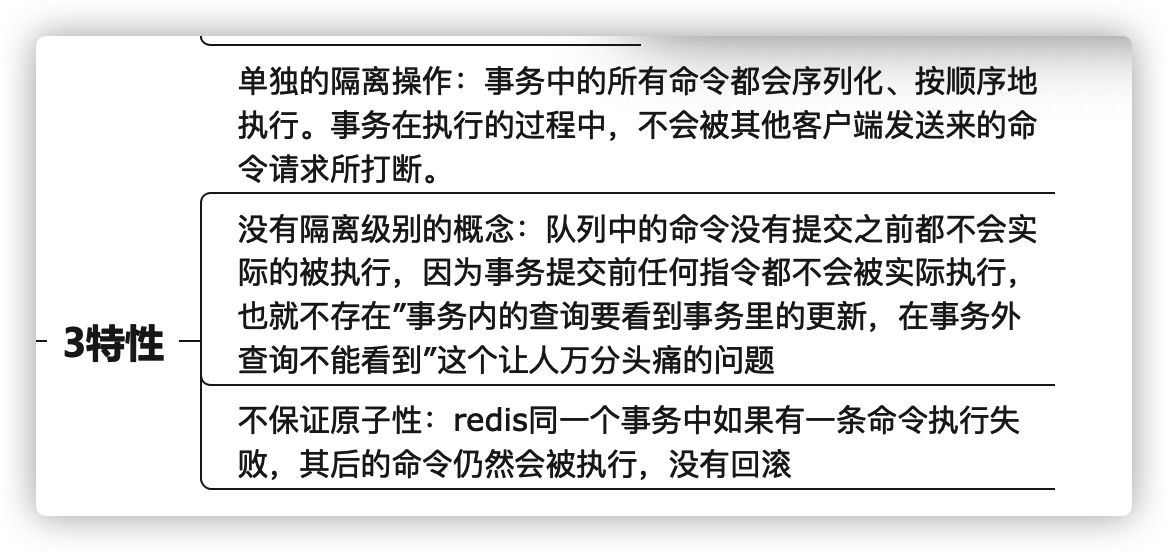 单独的隔离操作：事务中的所有命令都会序列化、按顺序地
执行。事务在执行的过程中，不会被其他客户端发送来的命
令请求所打断。
没有隔离级别的概念：队列中的命令没有提交之前都不会实
际的被执行，因为事务提交前任何指令都不会被实际执行，
也就不存在”事务内的查询要看到事务里的更新，在事务外
查询不能看到”这个让人万分头痛的问题
3特性
不保证原子性：redis同一个事务中如果有一条命令执行失
败，其后的命令仍然会被执行，没有回滚